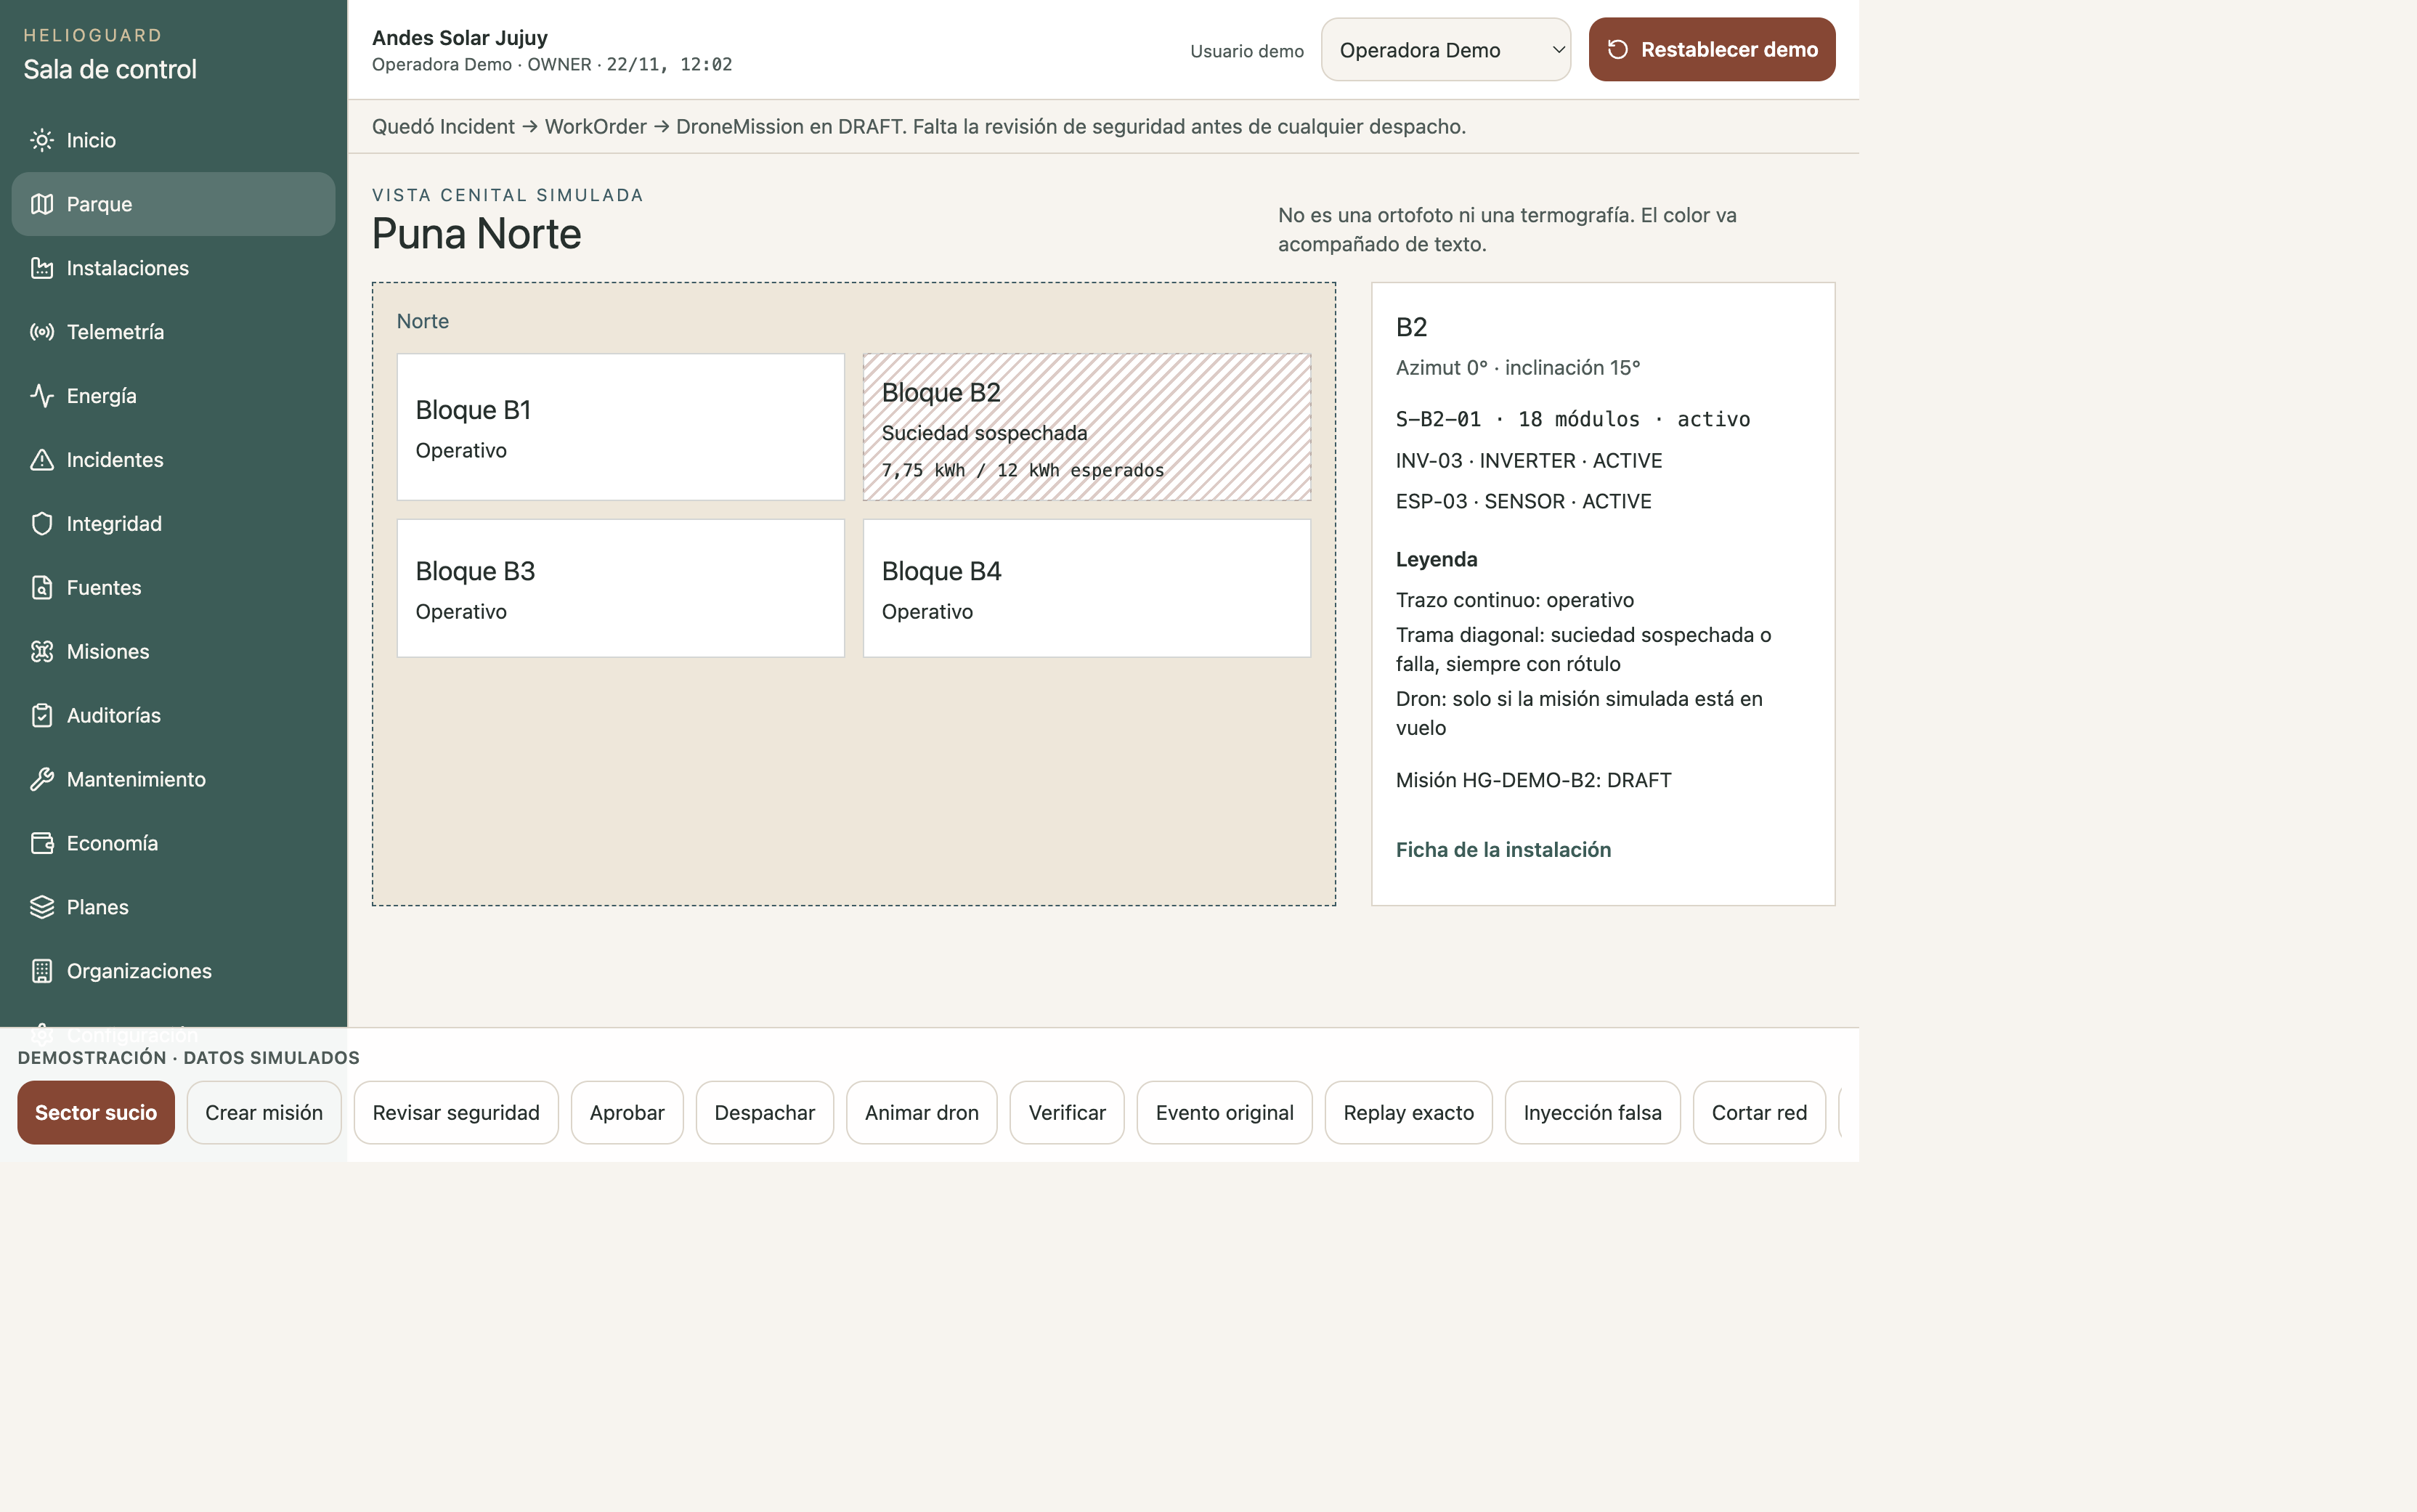 HELIOGUARD
Sala de control
Inicio
Parque
Instalaciones
Telemetría
Energía
Incidentes
Integridad
Fuentes
Misiones
Auditorías
Mantenimiento
Economía
Planes
Organizaciones
Configuración
Andes Solar Jujuy
Operadora Demo · OWNER · 22/11, 12:02
Usuario demo
Operadora Demo
Restablecer demo
Quedó Incident → WorkOrder → DroneMission en DRAFT. Falta la revisión de seguridad antes de cualquier despacho.
VISTA CENITAL SIMULADA
Puna Norte
No es una ortofoto ni una termografía. El color va
acompañado de texto.
Norte
Bloque B1
Operativo
Bloque B2
Suciedad sospechada
7,75 kWh / 12 kWh esperados
Bloque B3
Operativo
Bloque B4
Operativo
B2
Azimut 0° · inclinación 15°
S-B2-01 · 18 módulos · activo
INV-03 · INVERTER · ACTIVE
ESP-03 · SENSOR · ACTIVE
Leyenda
Trazo continuo: operativo
Trama diagonal: suciedad sospechada o
falla, siempre con rótulo
Dron: solo si la misión simulada está en
vuelo
Misión HG-DEMO-B2: DRAFT
Ficha de la instalación
DEMOSTRACIÓN · DATOS SIMULADOS
Sector sucio
Crear misión
Revisar seguridad
Aprobar
Despachar
Animar dron
Verificar
Evento original
Replay exacto
Inyección falsa
Cortar red